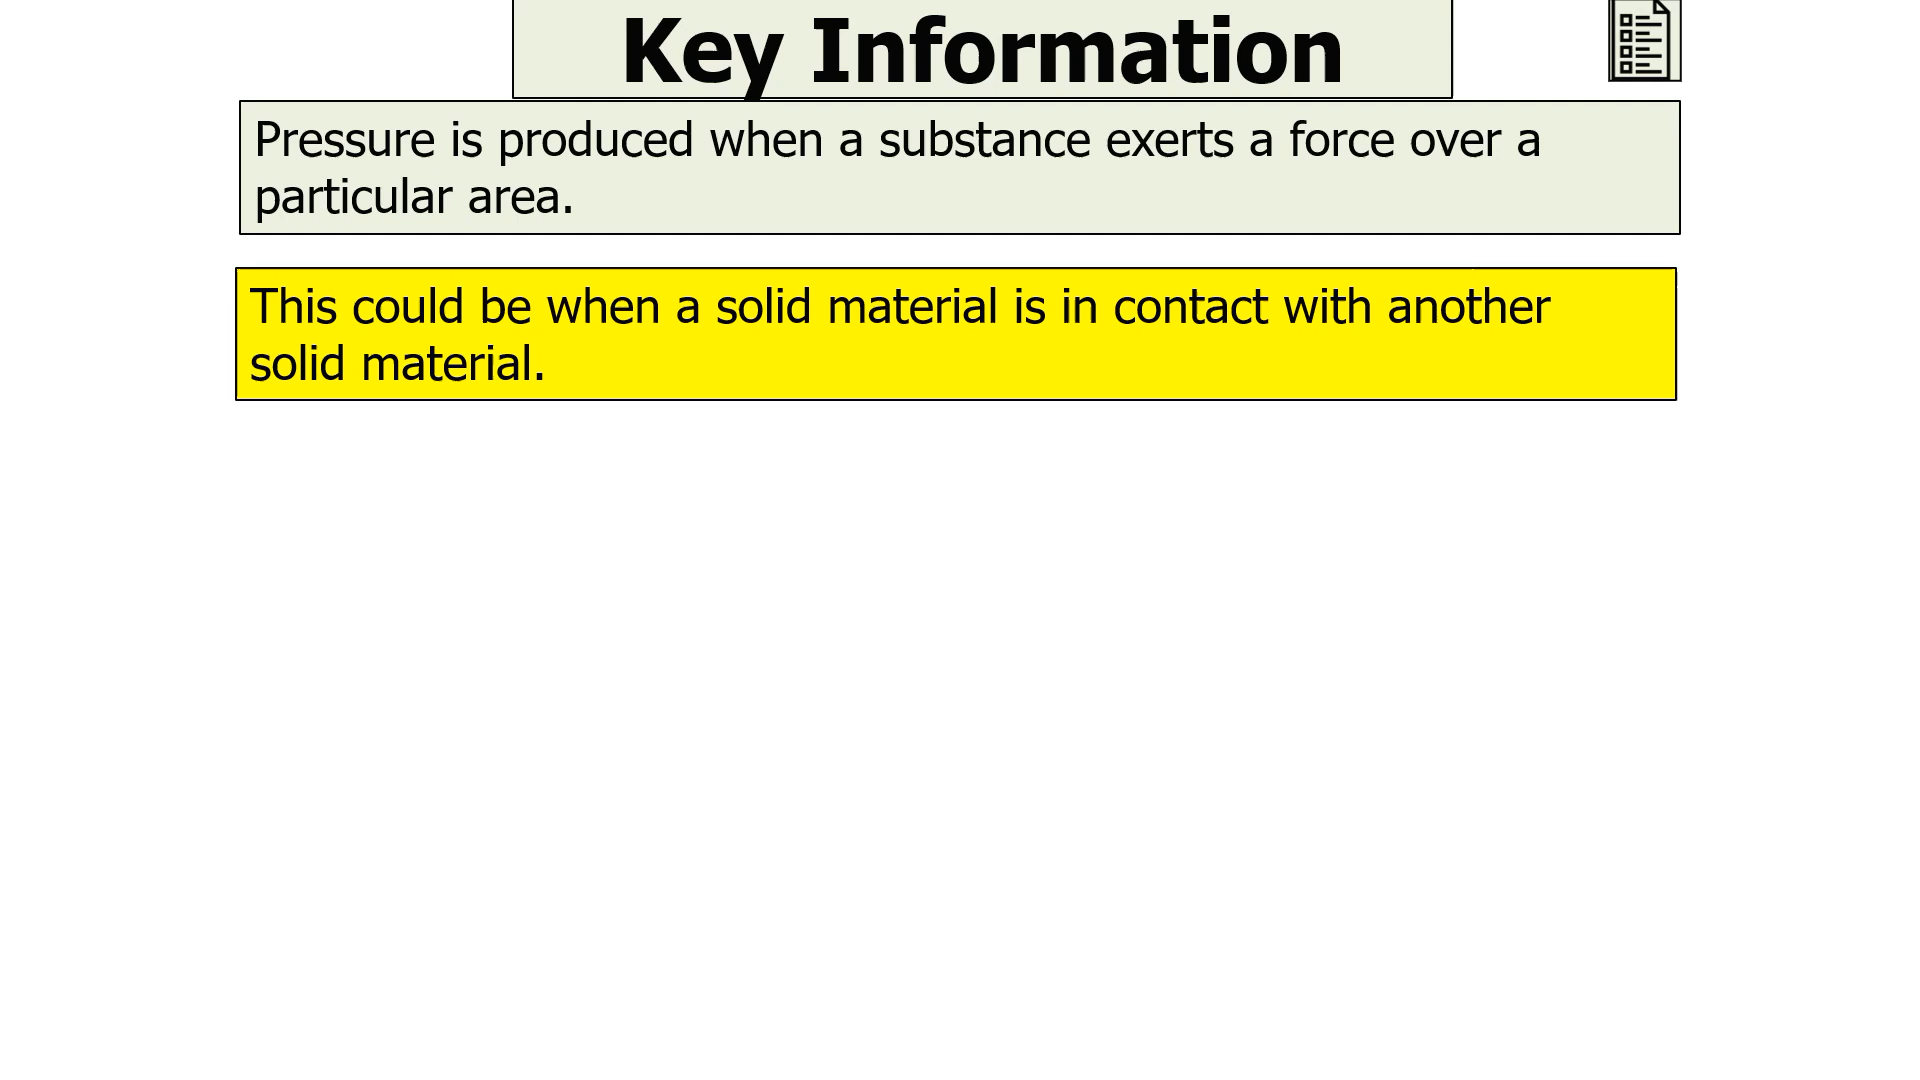 Key Information
Pressure is produced when a substance exerts a force over a
particular area.
This could be when a solid material is in contact with another
solid material.